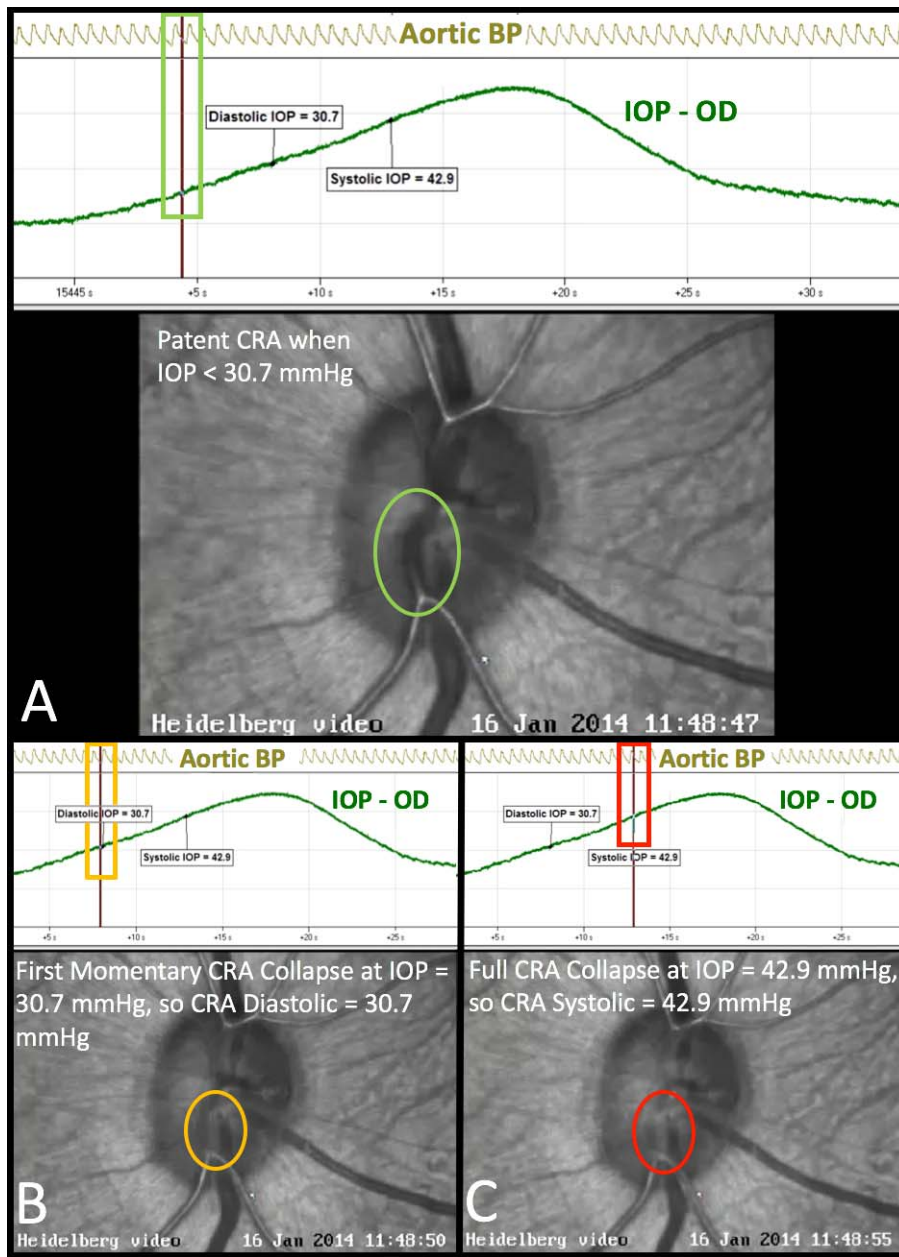 Aortic BP
IOP - OD
Diastolic IOP = 30.7
Systolic IOP = 42.9
15445 s
+5 s
+10 s
+15 s
+20 s
+25 s
+30 s
Patent CRA when
IOP < 30.7 mmHg
A
Heidelberg video 16 Jan 2014 11:48:47
Aortic BP
IOP - OD
Diastolic IOP = 30.7
Systolic IOP = 42.9
+5 s
+10 s
+15 s
+20 s
+25 s
First Momentary CRA Collapse at IOP =
30.7 mmHg, so CRA Diastolic = 30.7
mmHg
B
Heidelberg video 16 Jan 2014 11:48:50
Aortic BP
IOP - OD
Diastolic IOP = 30.7
Systolic IOP = 42.9
+5 s
+10 s
+15 s
+20 s
+25 s
Full CRA Collapse at IOP = 42.9 mmHg,
so CRA Systolic = 42.9 mmHg
C
Heidelberg video 16 Jan 2014 11:48:55